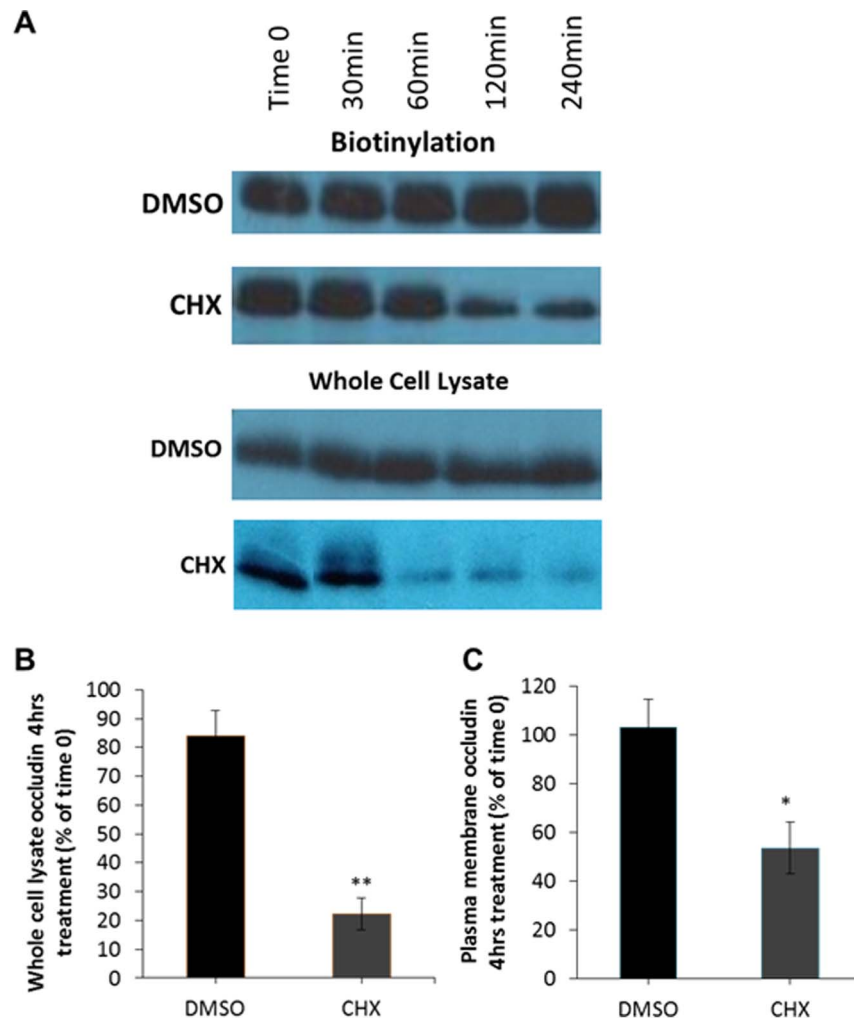 A
Time 0
30min
60min
120min
240min
Biotinylation
DMSO
CHX
Whole Cell Lysate
DMSO
CHX
B
Whole cell lysate occludin 4hrs
treatment (% of time 0)
100
90
80
70
60
50
40
30
20
10
0
**
DMSO
CHX
C
Plasma membrane occludin
4hrs treatment (% of time 0)
120
100
80
60
40
20
0
*
DMSO
CHX